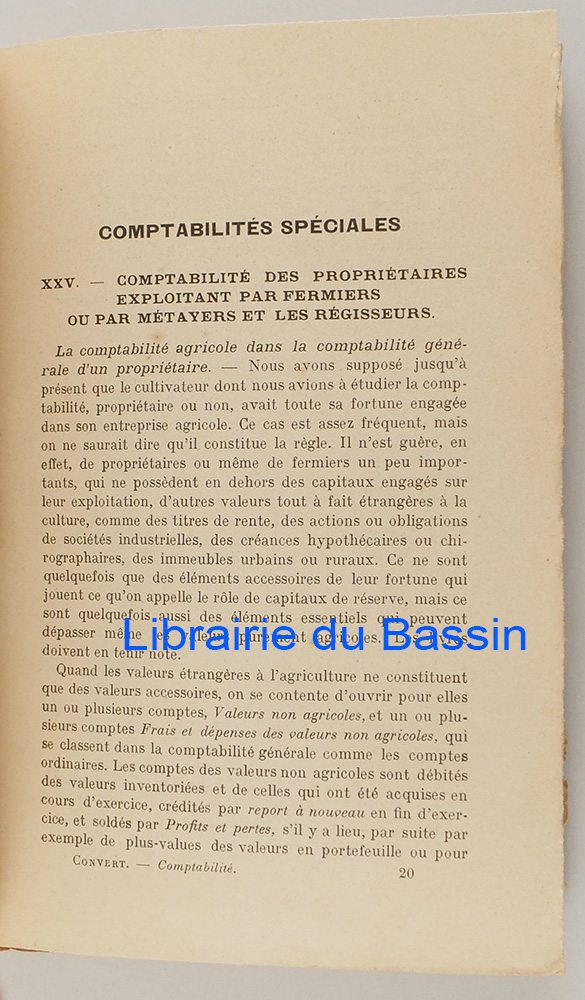 COMPTABILITÉS SPÉCIALES
XXV. — COMPTABILITÉ DES PROPRIÉTAIRES
EXPLOITANT PAR FERMIERS
OU PAR MÉTAYERS ET LES RÉGISSEURS.
La comptabilité agricole dans la comptabilité géné-
rale d'un propriétaire. — Nous avons supposé jusqu'à
présent que le cultivateur dont nous avions à étudier la comp-
tabilité, propriétaire ou non, avait toute sa fortune engagée
dans son entreprise agricole. Ce cas est assez fréquent, mais
on ne saurait dire qu'il constitue la règle. Il n'est guère, en
effet, de propriétaires ou même de fermiers un peu impor-
tants, qui ne possèdent en dehors des capitaux engagés sur
leur exploitation, d'autres valeurs tout à fait étrangères à la
culture, comme des titres de rente, des actions ou obligations
de sociétés industrielles, des créances hypothécaires ou chi-
rographaires, des immeubles urbains ou ruraux. Ce ne sont
quelquefois que des éléments accessoires de leur fortune qui
jouent ce qu'on appelle le rôle de capitaux de réserve, mais ce
sont quelquefois aussi des éléments essentiels qui peuvent
dépasser même les valeurs purement agricoles. Les livres
Librairie du Bassin
doivent en tenir note.
Quand les valeurs étrangères à l'agriculture ne constituent
que des valeurs accessoires, on se contente d'ouvrir pour elles
un ou plusieurs comptes, Valeurs non agricoles, et un ou plu-
sieurs comptes Frais et dépenses des valeurs non agricoles, qui
se classent dans la comptabilité générale comme les comptes
ordinaires. Les comptes des valeurs non agricoles sont débités
des valeurs inventoriées et de celles qui ont été acquises en
cours d'exercice, crédités par report à nouveau en fin d'exer-
cice, et soldés par Profits et pertes, s'il y a lieu, par suite par
exemple de plus-values des valeurs en portefeuille ou pour
CONVERT. — Comptabilité.
20